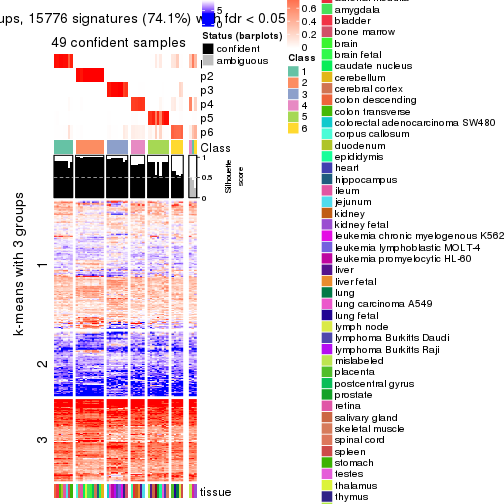 ups, 15776 signatures (74.1%) with fdr < 0.05
49 confident samples
p2
p3
p4
p5
p6
Class
1
0.5
0
Silhouette
score
k-means with 3 groups
1
2
3
tissue
5
0
Status (barplots)
confident
ambiguous
0.6
0.4
0.2
0
Class
1
2
3
4
5
6
amygdala
bladder
bone marrow
brain
brain fetal
caudate nucleus
cerebellum
cerebral cortex
colon descending
colon transverse
colorectal adenocarcinoma SW480
corpus callosum
duodenum
epididymis
heart
hippocampus
ileum
jejunum
kidney
kidney fetal
leukemia chronic myelogenous K562
leukemia lymphoblastic MOLT-4
leukemia promyelocytic HL-60
liver
liver fetal
lung
lung carcinoma A549
lung fetal
lymph node
lymphoma Burkitts Daudi
lymphoma Burkitts Raji
mislabeled
placenta
postcentral gyrus
prostate
retina
salivary gland
skeletal muscle
spinal cord
spleen
stomach
testes
thalamus
thymus